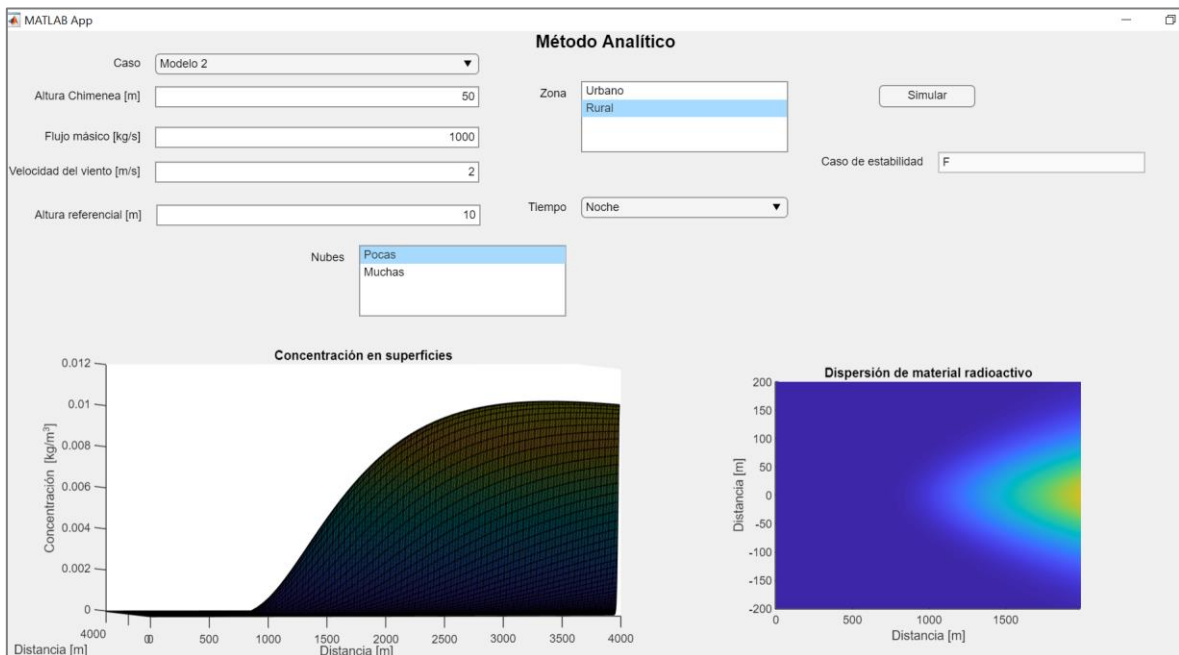 MATLAB App
Método Analítico
Caso Modelo 2
Altura Chimenea [m] 50
Flujo másico [kg/s] 1000
Velocidad del viento [m/s] 2
Altura referencial [m] 10
Zona Urbano
Rural
Simular
Caso de estabilidad F
Tiempo Noche
Nubes Pocas
Muchas
Concentración en superficies
Concentración [kg/m³]
0.012
0.01
0.008
0.006
0.004
0.002
0
4000 0 0 500 1000 1500 2000 2500 3000 3500 4000
Distancia [m] Distancia [m]
Dispersión de material radioactivo
Distancia [m]
200
150
100
50
0
-50
-100
-150
-200
0 500 1000 1500
Distancia [m]